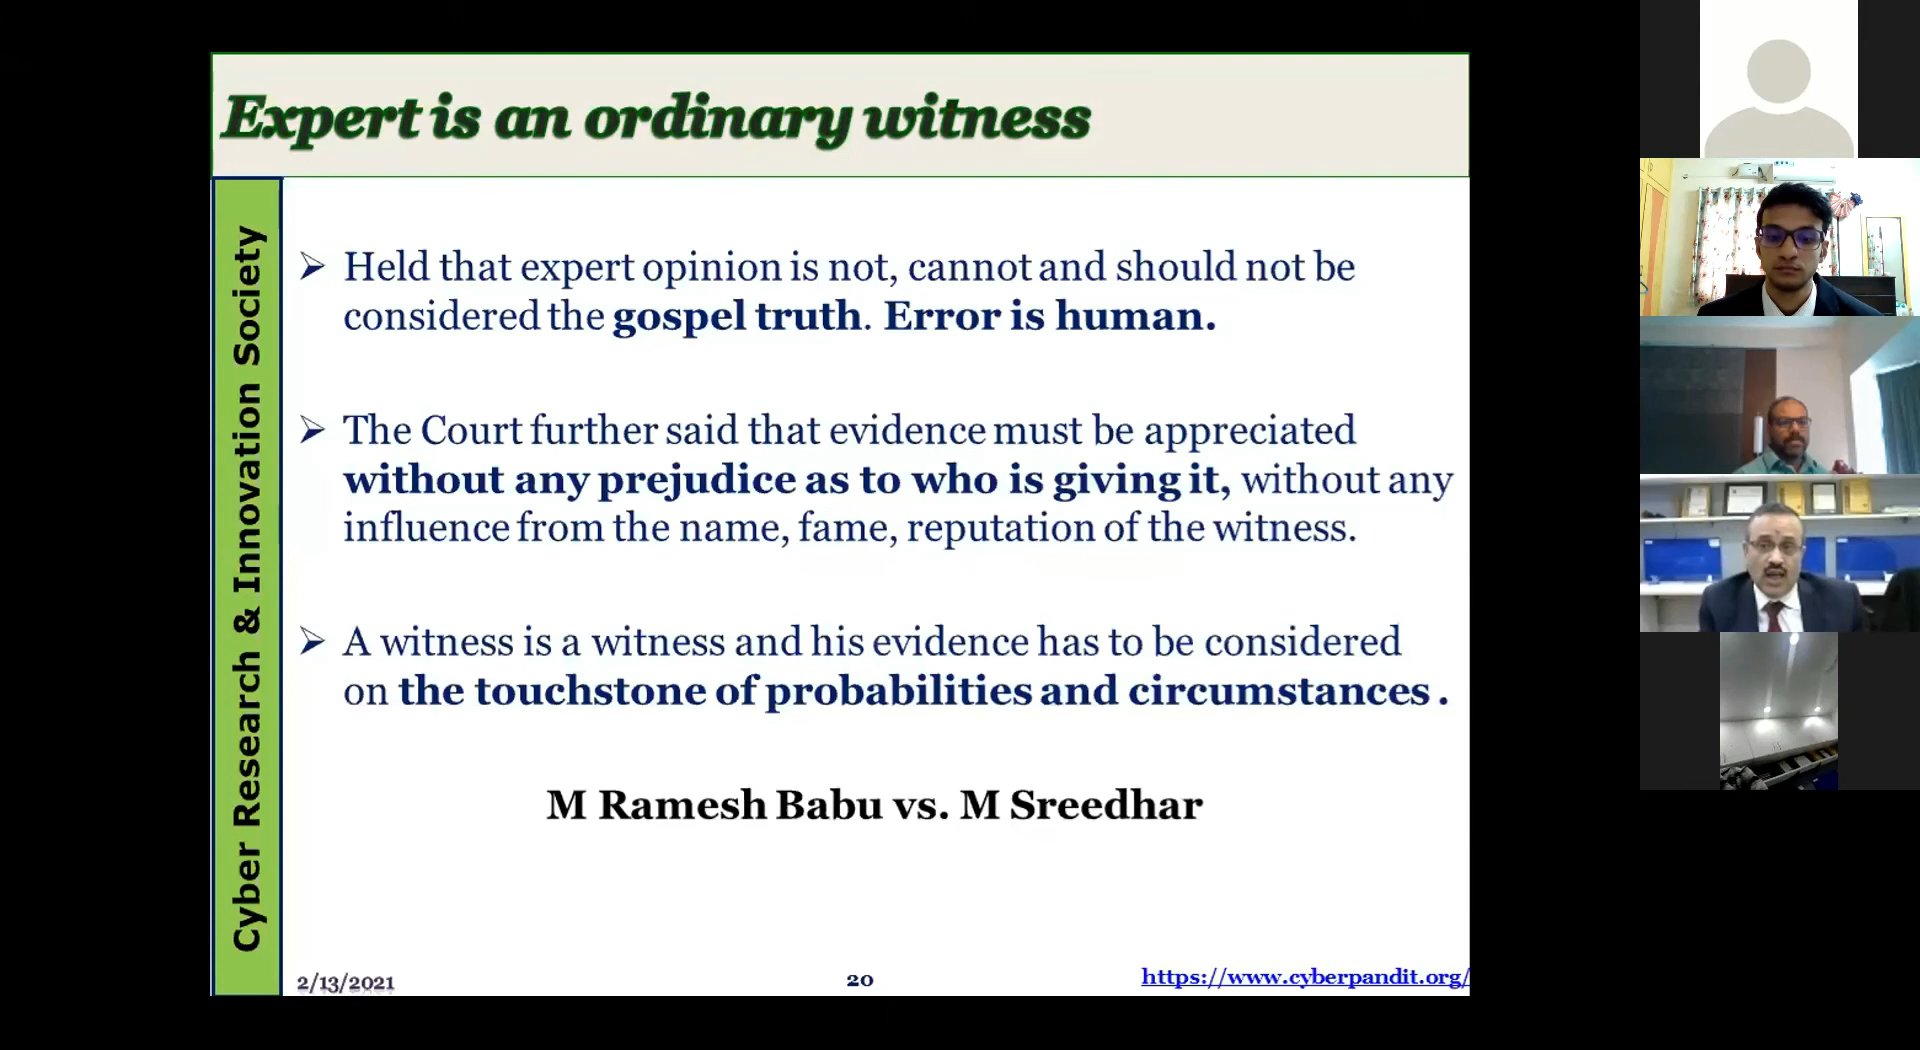 Expert is an ordinary witness
Cyber Research & Innovation Society
➢ Held that expert opinion is not, cannot and should not be
considered the gospel truth. Error is human.
➢ The Court further said that evidence must be appreciated
without any prejudice as to who is giving it, without any
influence from the name, fame, reputation of the witness.
➢ A witness is a witness and his evidence has to be considered
on the touchstone of probabilities and circumstances .
M Ramesh Babu vs. M Sreedhar
2/13/2021
20
https://www.cyberpandit.org/